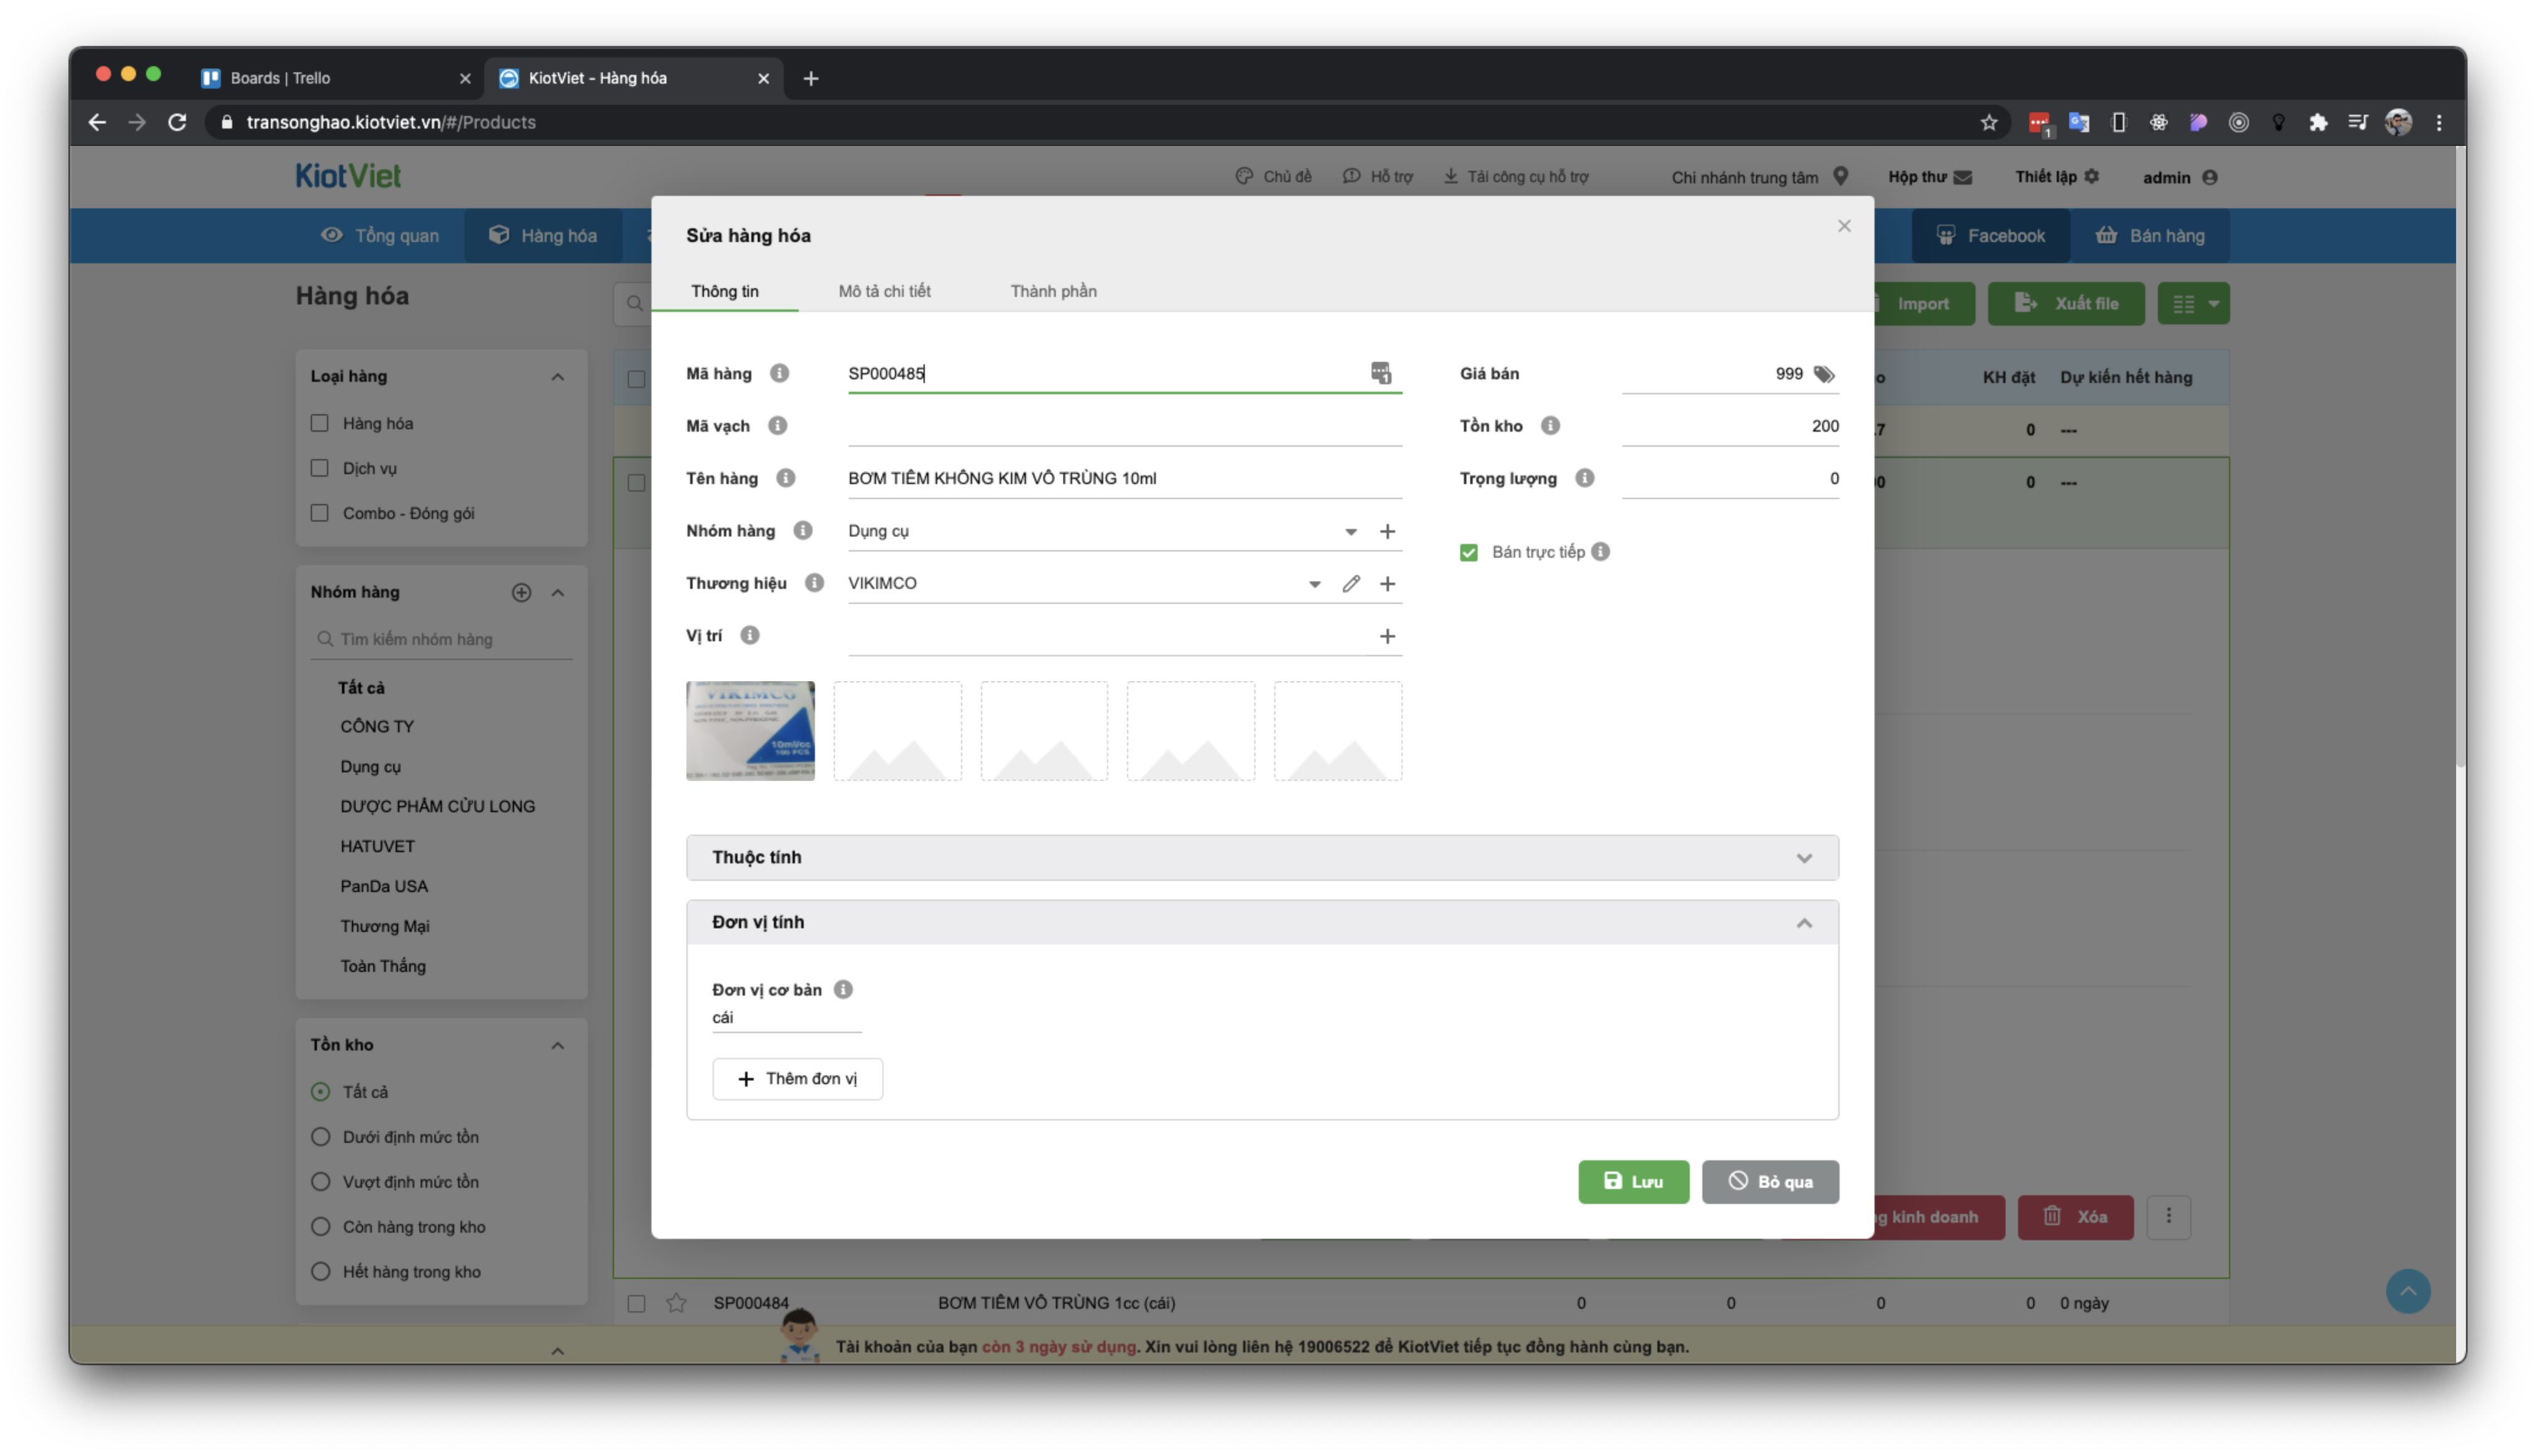 Boards | Trello
KiotViet - Hàng hóa
transonghao.kiotviet.vn/#/Products
1
KiotViet
Chủ đề
Hỗ trợ
Tải công cụ hỗ trợ
Chi nhánh trung tâm
Hộp thư
Thiết lập
admin
Tổng quan
Hàng hóa
Facebook
Bán hàng
Hàng hóa
Import
Xuất file
Loại hàng
Hàng hóa
Dịch vụ
Combo - Đóng gói
Nhóm hàng
Tìm kiếm nhóm hàng
Tất cả
CÔNG TY
Dụng cụ
DƯỢC PHẨM CỬU LONG
HATUVET
PanDa USA
Thương Mại
Toàn Thắng
Tồn kho
Tất cả
Dưới định mức tồn
Vượt định mức tồn
Còn hàng trong kho
Hết hàng trong kho
Sửa hàng hóa
Thông tin
Mô tả chi tiết
Thành phần
Mã hàng
SP000485
Mã vạch
Tên hàng
BƠM TIÊM KHÔNG KIM VÔ TRÙNG 10ml
Nhóm hàng
Dụng cụ
Thương hiệu
VIKIMCO
Vị trí
Giá bán
999
Tồn kho
200
Trọng lượng
0
Bán trực tiếp
VIKIMCO
10ml/cc
100 PCS
Thuộc tính
Đơn vị tính
Đơn vị cơ bản
cái
Thêm đơn vị
Lưu
Bỏ qua
KH đặt
Dự kiến hết hàng
0 ---
0 ---
kinh doanh
Xóa
SP000484
BƠM TIÊM VÔ TRÙNG 1cc (cái)
0
0
0
0
0 ngày
Tài khoản của bạn còn 3 ngày sử dụng. Xin vui lòng liên hệ 19006522 để KiotViet tiếp tục đồng hành cùng bạn.